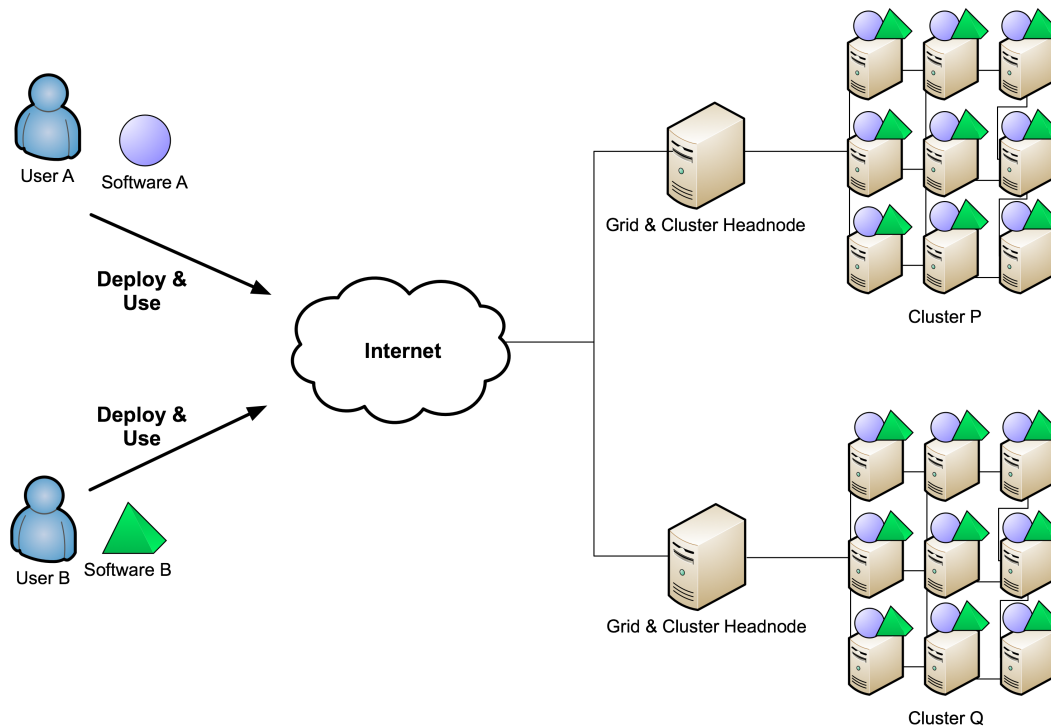 User A
Software A
Deploy &
Use
Internet
Deploy &
Use
User B
Software B
Grid & Cluster Headnode
Cluster P
Grid & Cluster Headnode
Cluster Q